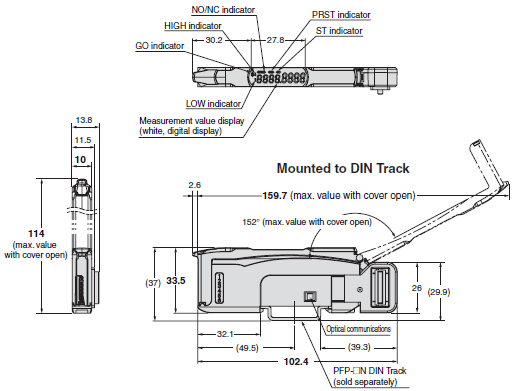 NO/NC indicator
PRST indicator
HIGH indicator
ST indicator
GO indicator
30.2
27.8
8888.8888
LOW indicator
Measurement value display
(white, digital display)
13.8
11.5
10
Mounted to DIN Track
2.6
159.7 (max. value with cover open)
152° (max. value with cover open)
114
(max. value
with cover open)
(37)
33.5
26
(29.9)
32.1
Optical communications
(49.5)
(39.3)
102.4
PFP-□N DIN Track
(sold separately)